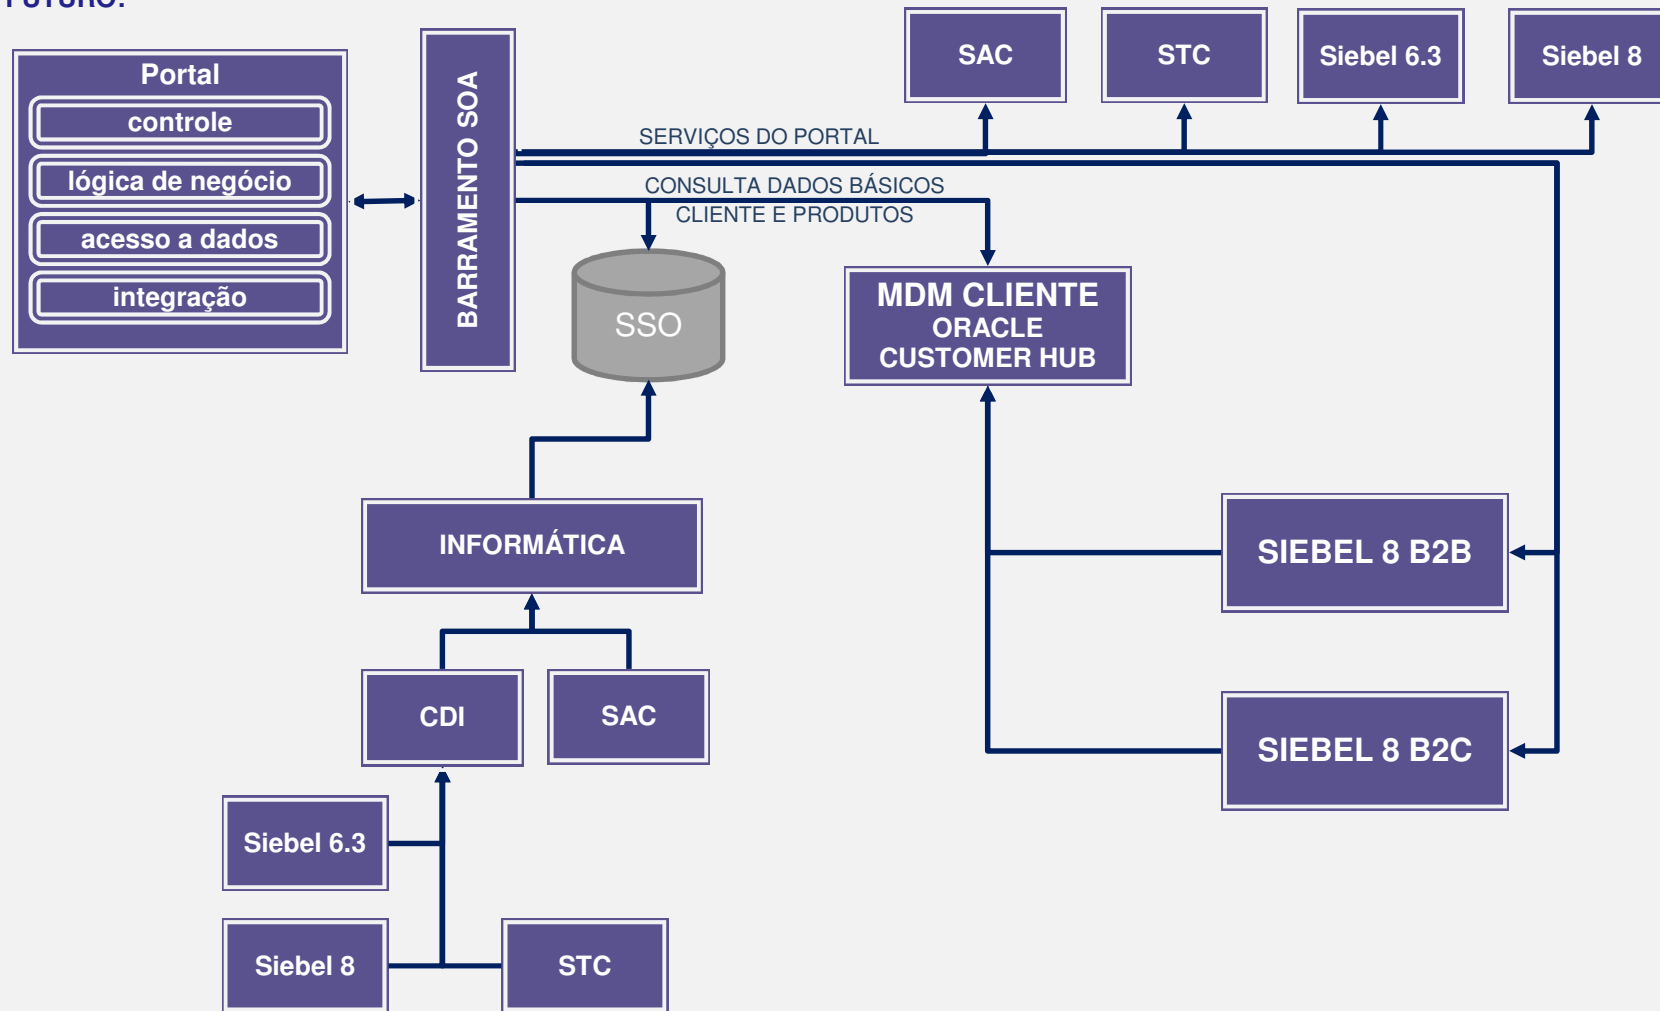 FUTURO:
SAC
STC
Siebel 6.3
Siebel 8
Portal
controle
lógica de negócio
acesso a dados
integração
BARRAMENTO SOA
SERVIÇOS DO PORTAL
CONSULTA DADOS BÁSICOS
CLIENTE E PRODUTOS
SSO
MDM CLIENTE
ORACLE
CUSTOMER HUB
INFORMÁTICA
SIEBEL 8 B2B
CDI
SAC
SIEBEL 8 B2C
Siebel 6.3
Siebel 8
STC